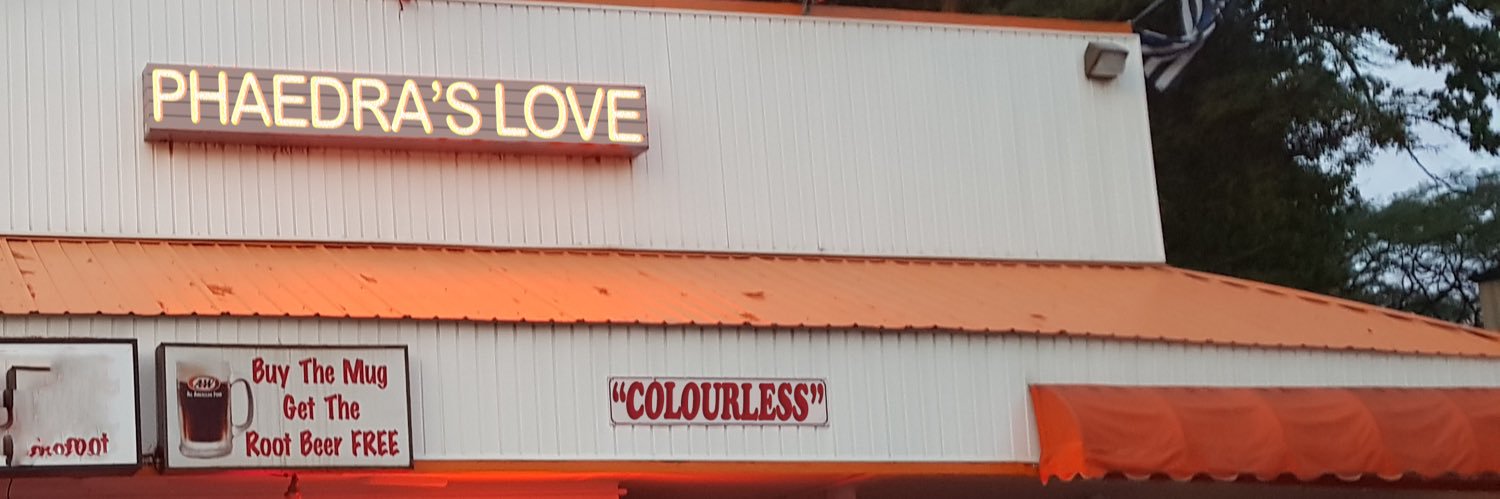 PHAEDRA'S LOVE
Buy The Mug
Get The
Root Beer FREE
A&W
"COLOURLESS"